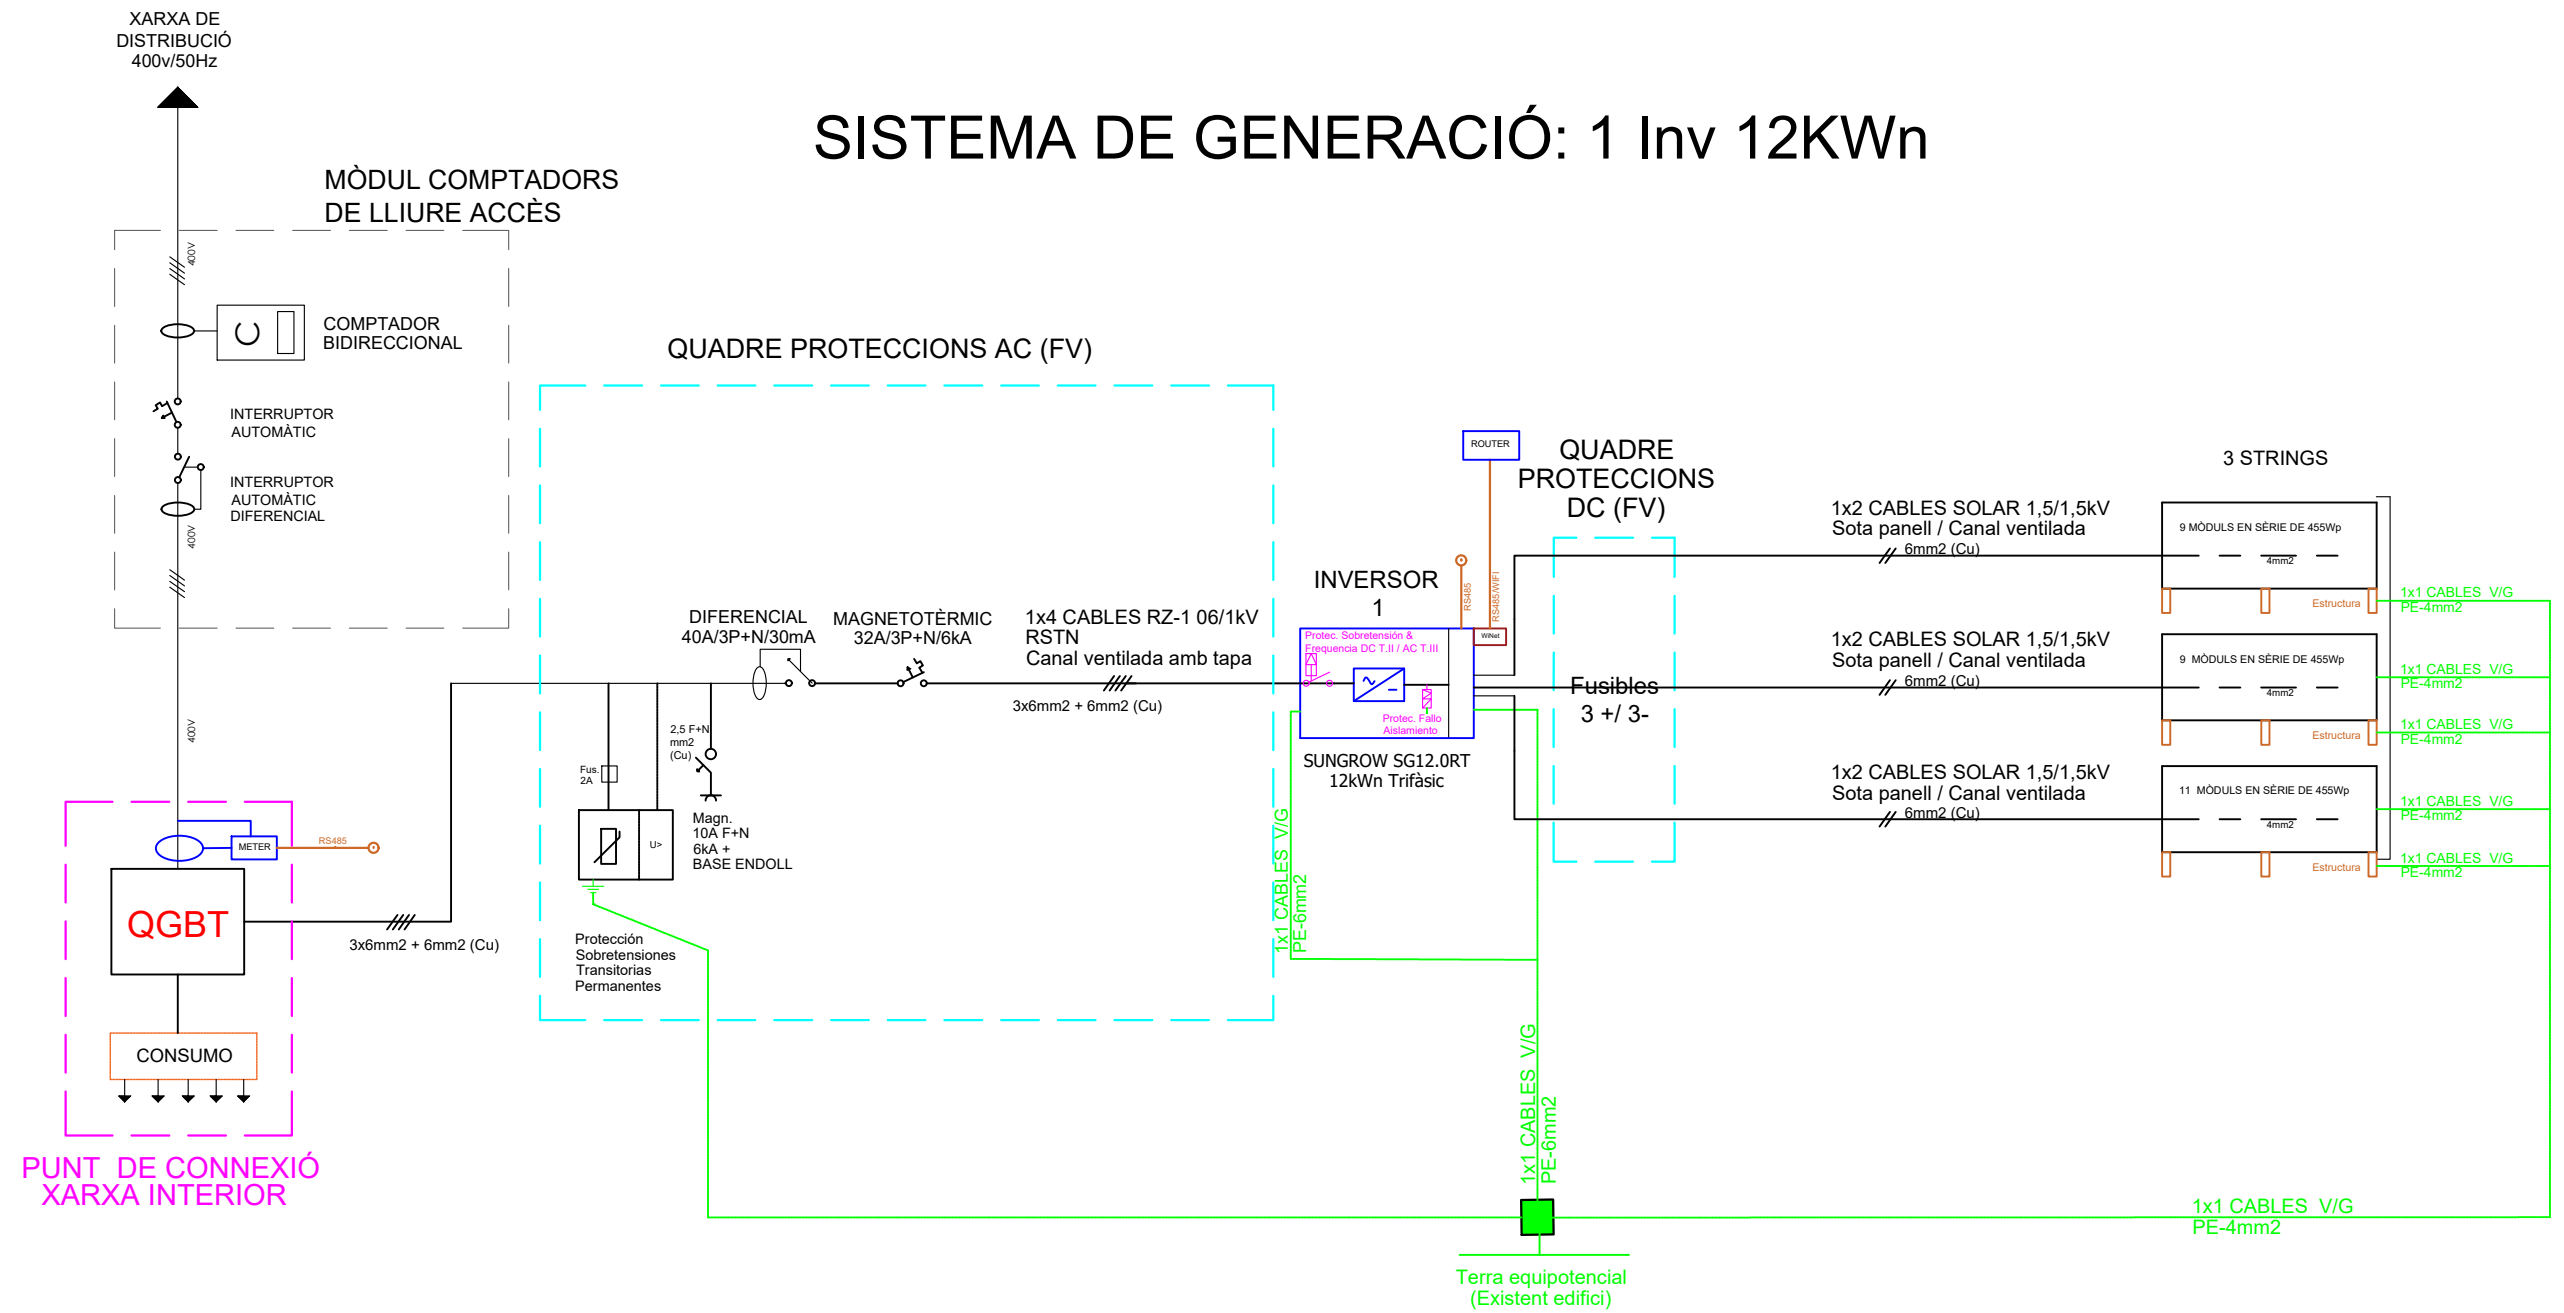 XARXA DE
DISTRIBUCIÓ
400v/50Hz
SISTEMA DE GENERACIÓ: 1 Inv 12KWn
MÒDUL COMPTADORS
DE LLIURE ACCÈS
400V
COMPTADOR
BIDIRECCIONAL
INTERRUPTOR
AUTOMÀTIC
INTERRUPTOR
AUTOMÀTIC
DIFERENCIAL
400V
400V
QUADRE PROTECCIONS AC (FV)
DIFERENCIAL
40A/3P+N/30mA
MAGNETOTÈRMIC
32A/3P+N/6kA
1x4 CABLES RZ-1 06/1kV
RSTN
Canal ventilada amb tapa
3x6mm2 + 6mm2 (Cu)
2,5 F+N
mm2
(Cu)
Fus.
2A
U>
Magn.
10A F+N
6kA +
BASE ENDOLL
Protección
Sobretensiones
Transitorias
Permanentes
METER
RS485
QGBT
3x6mm2 + 6mm2 (Cu)
CONSUMO
PUNT DE CONNEXIÓ
XARXA INTERIOR
ROUTER
RS485
RS485/WIFI
WiNet
INVERSOR
1
Protec. Sobretensión &
Frequencia DC T.II / AC T.III
Protec. Fallo
Aislamiento
SUNGROW SG12.0RT
12kWn Trifàsic
1x1 CABLES V/G
PE-6mm2
1x1 CABLES V/G
PE-6mm2
QUADRE
PROTECCIONS
DC (FV)
Fusibles
3 +/ 3-
3 STRINGS
1x2 CABLES SOLAR 1,5/1,5kV
Sota panell / Canal ventilada
6mm2 (Cu)
9 MÒDULS EN SÈRIE DE 455Wp
4mm2
Estructura
1x1 CABLES V/G
PE-4mm2
1x2 CABLES SOLAR 1,5/1,5kV
Sota panell / Canal ventilada
6mm2 (Cu)
9 MÒDULS EN SÈRIE DE 455Wp
4mm2
1x1 CABLES V/G
PE-4mm2
Estructura
1x1 CABLES V/G
PE-4mm2
1x2 CABLES SOLAR 1,5/1,5kV
Sota panell / Canal ventilada
6mm2 (Cu)
11 MÒDULS EN SÈRIE DE 455Wp
4mm2
1x1 CABLES V/G
PE-4mm2
Estructura
1x1 CABLES V/G
PE-4mm2
1x1 CABLES V/G
PE-4mm2
Terra equipotencial
(Existent edifici)